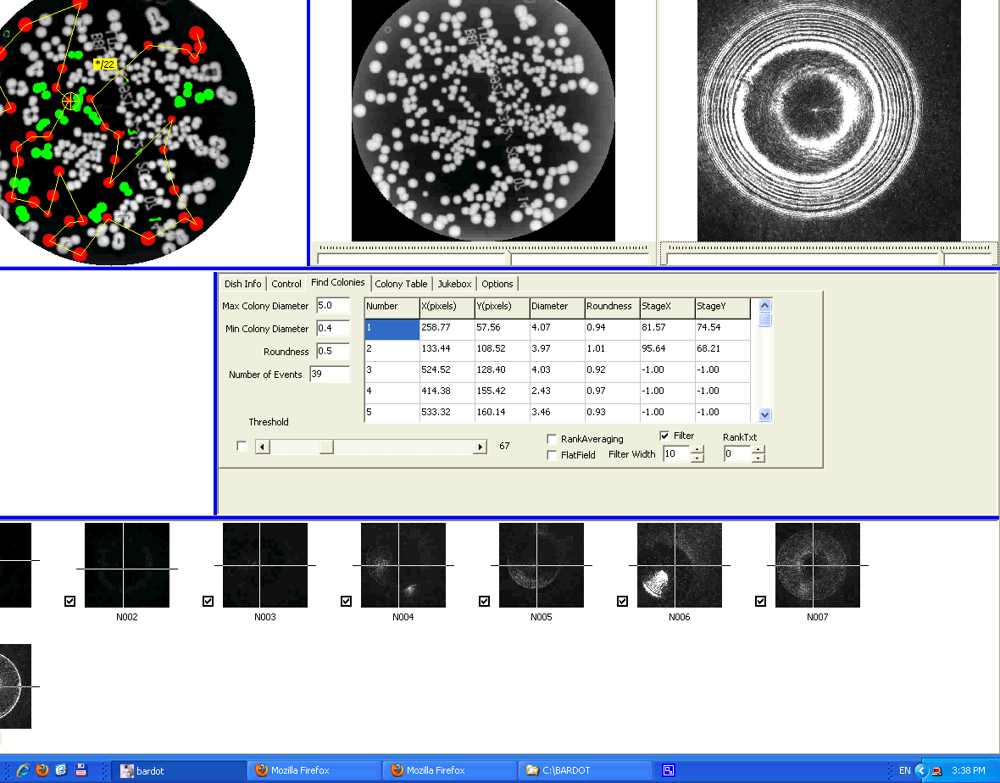 */22
Dish Info Control Find Colonies Colony Table Jukebox Options
Max Colony Diameter 5.0
Min Colony Diameter 0.4
Roundness 0.5
Number of Events 39
Number X(pixels) Y(pixels) Diameter Roundness StageX StageY
1 258.77 57.56 4.07 0.94 81.57 74.54
2 133.44 108.52 3.97 1.01 95.64 68.21
3 524.52 128.40 4.03 0.92 -1.00 -1.00
4 414.38 155.42 2.43 0.97 -1.00 -1.00
5 533.32 160.14 3.46 0.93 -1.00 -1.00
Threshold
67
RankAveraging
FlatField
Filter
Filter Width 10
RankTxt
0
N002 N003 N004 N005 N006 N007
bardot Mozilla Firefox Mozilla Firefox C:\BARDOT EN 3:38 PM